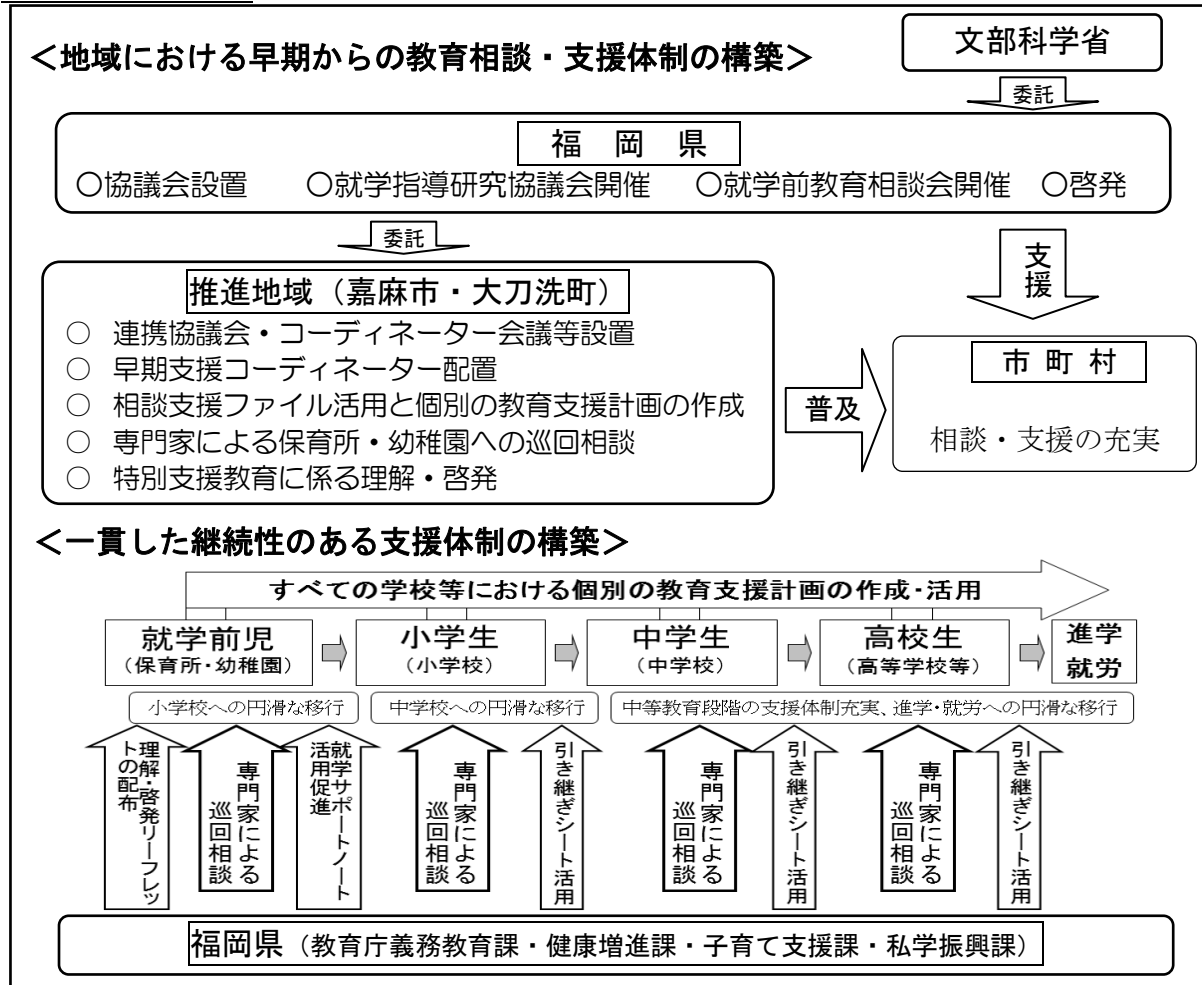 ＜地域における早期からの教育相談・支援体制の構築＞
文部科学省
委託
福 岡 県
○協議会設置 ○就学指導研究協議会開催 ○就学前教育相談会開催 ○啓発
委託
支援
推進地域（嘉麻市・大刀洗町）
○ 連携協議会・コーディネーター会議等設置
○ 早期支援コーディネーター配置
○ 相談支援ファイル活用と個別の教育支援計画の作成
○ 専門家による保育所・幼稚園への巡回相談
○ 特別支援教育に係る理解・啓発
普及
市 町 村
相談・支援の充実
＜一貫した継続性のある支援体制の構築＞
すべての学校等における個別の教育支援計画の作成・活用
就学前児
（保育所・幼稚園）
小学生
（小学校）
中学生
（中学校）
高校生
（高等学校等）
進学
就労
小学校への円滑な移行
中学校への円滑な移行
中等教育段階の支援体制充実、進学・就労への円滑な移行
理解・啓発リーフレッ
トの配布
専門家による
巡回相談
就学サポートノート
活用促進
専門家による
巡回相談
引き継ぎシート活用
専門家による
巡回相談
引き継ぎシート活用
専門家による
巡回相談
引き継ぎシート活用
福岡県（教育庁義務教育課・健康増進課・子育て支援課・私学振興課）